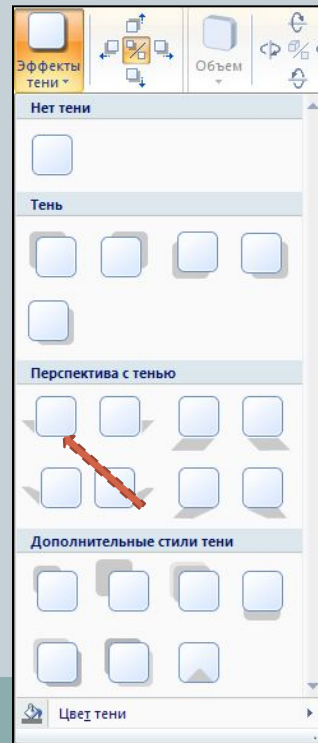 Эффекты
тени
Объем
Нет тени
Тень
Перспектива с тенью
Дополнительные стили тени
Цвет тени